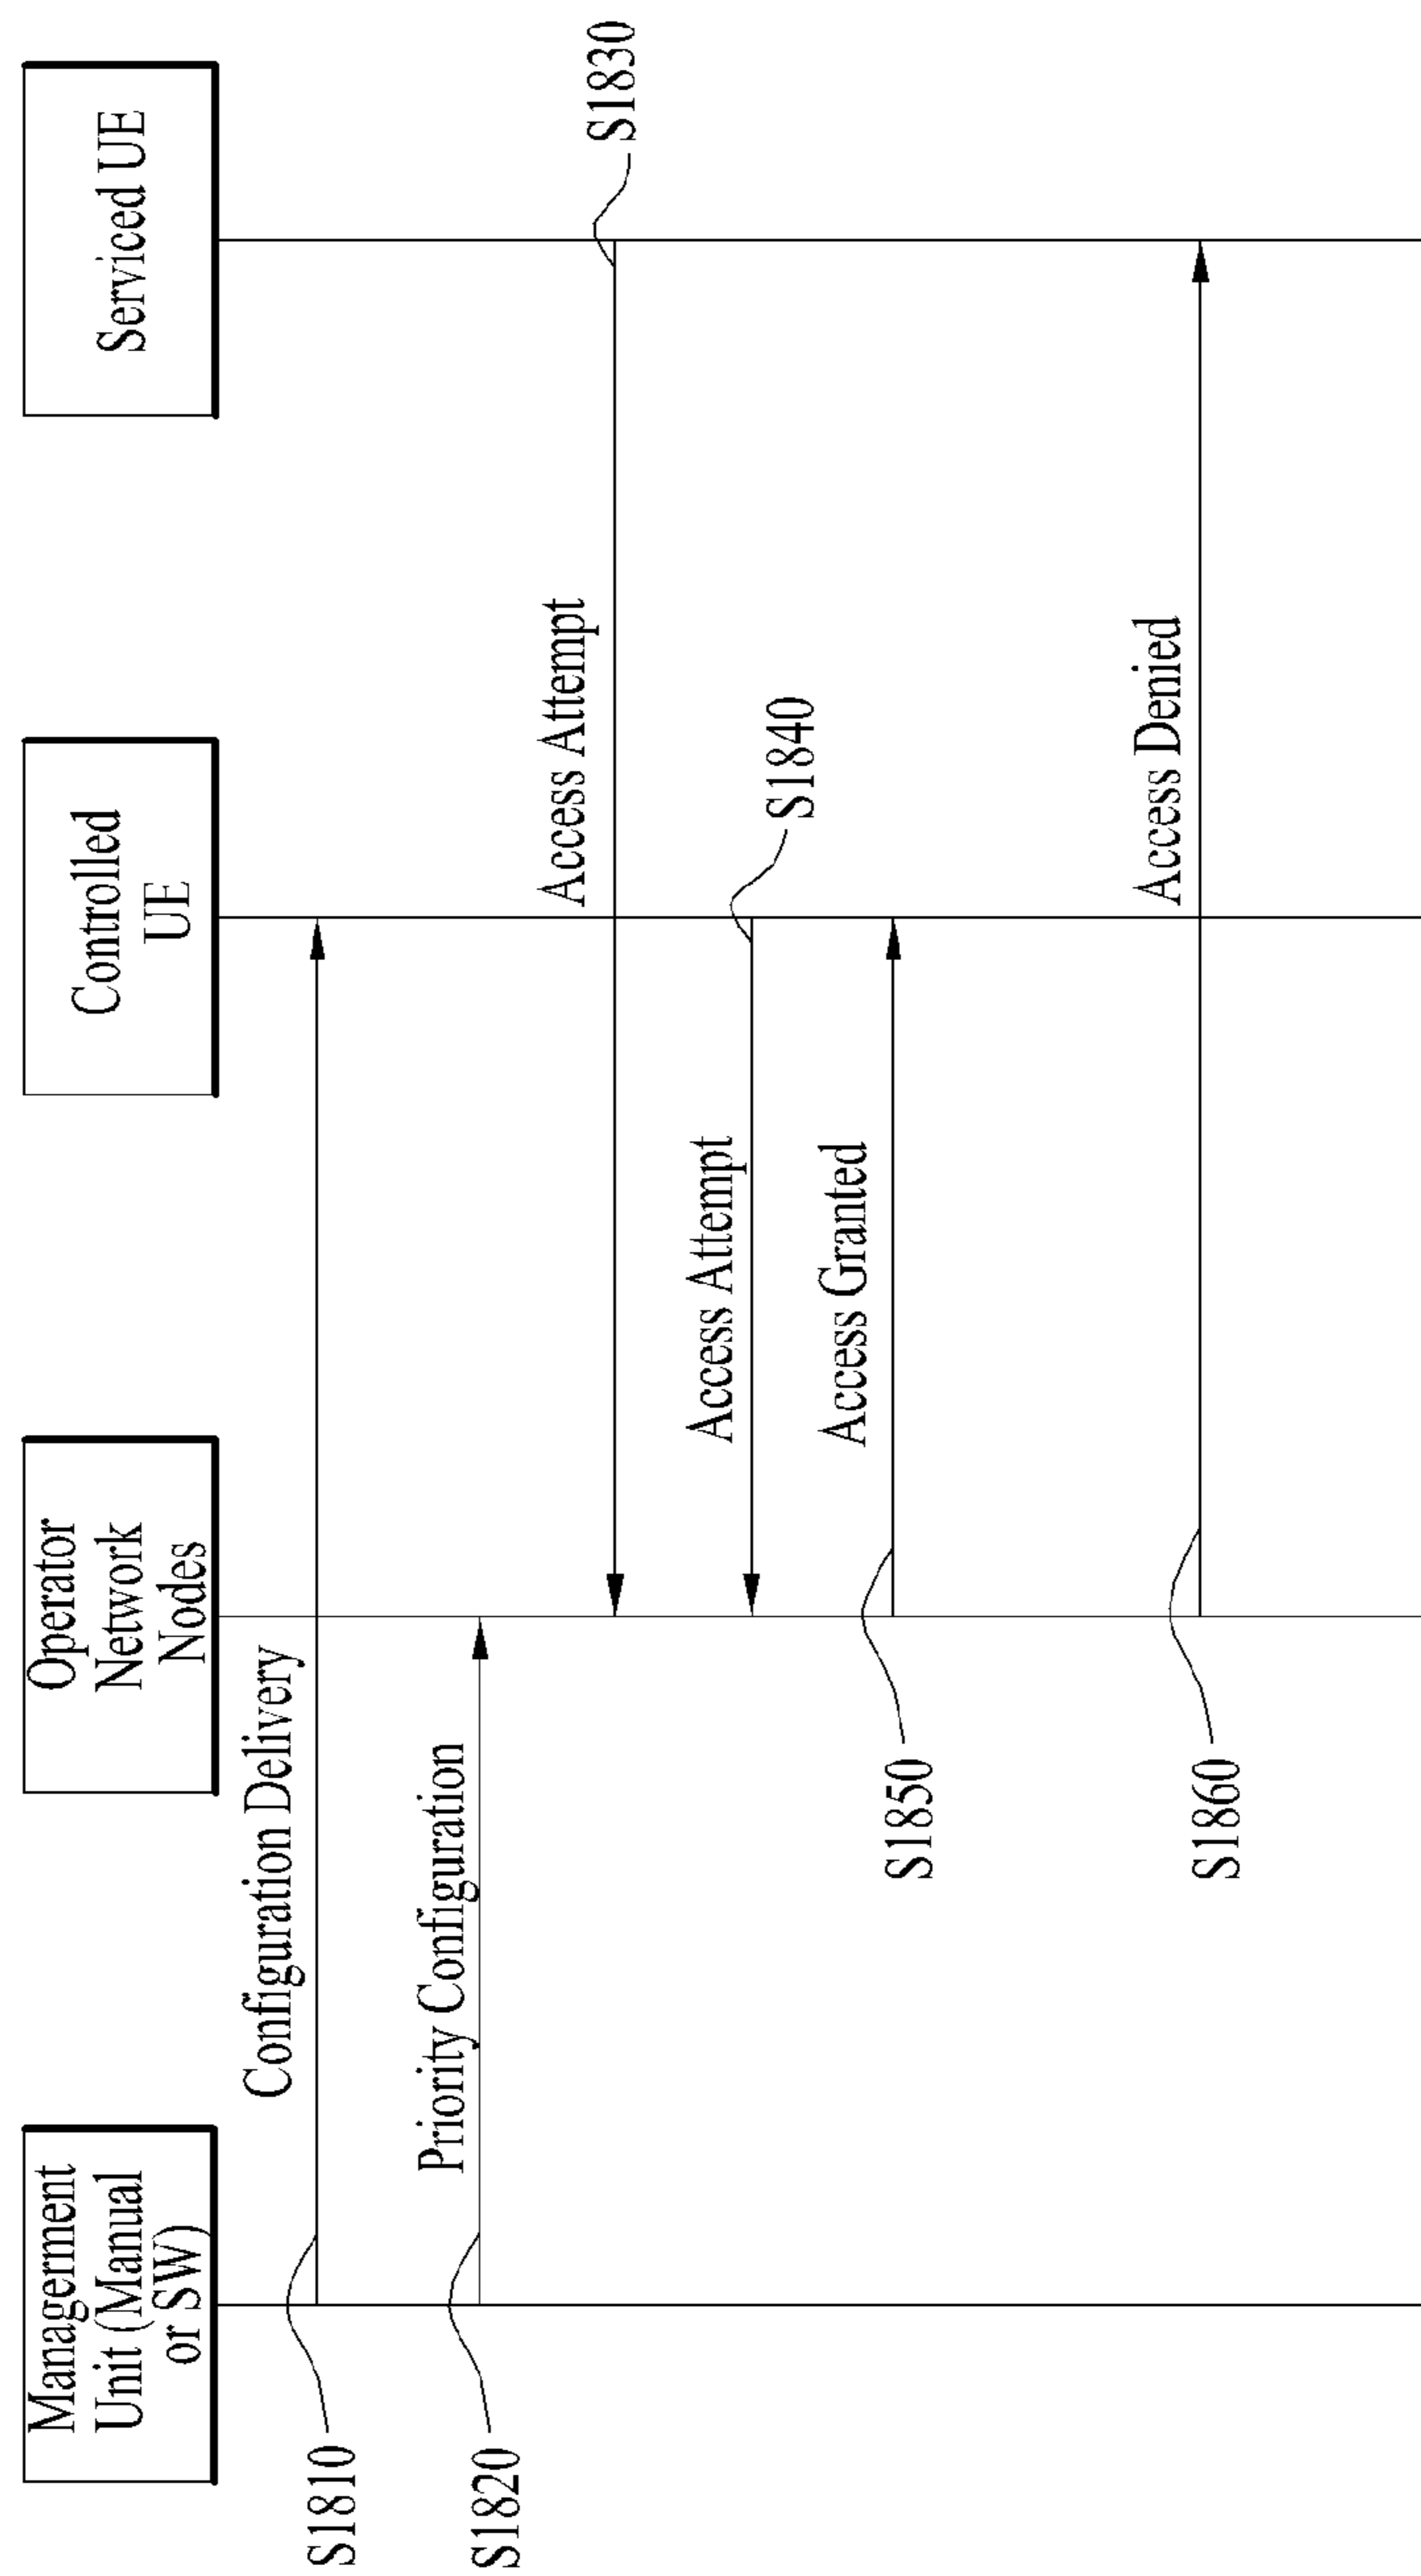 Managerment
Unit (Manual
or SW)
Operator
Network
Nodes
Controlled
UE
Serviced UE
Configuration Delivery
S1810
Priority Configuration
S1820
Access Attempt
S1830
Access Attempt
S1840
Access Granted
S1850
Access Denied
S1860